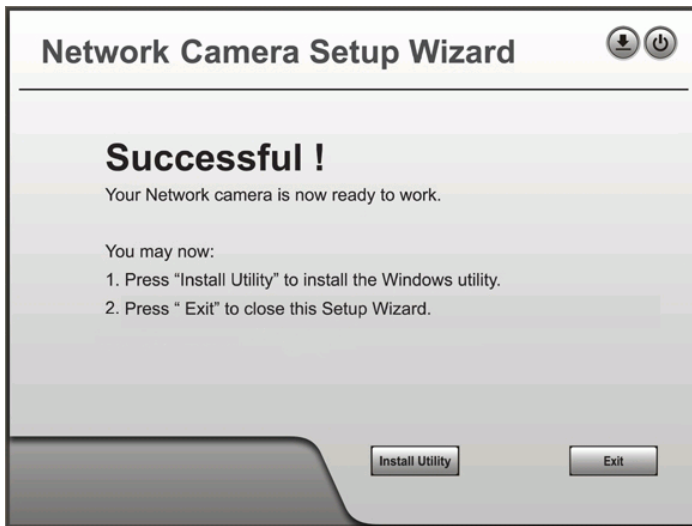 Network Camera Setup Wizard
Successful !
Your Network camera is now ready to work.
You may now:
1. Press “Install Utility” to install the Windows utility.
2. Press “ Exit” to close this Setup Wizard.
Install Utility
Exit